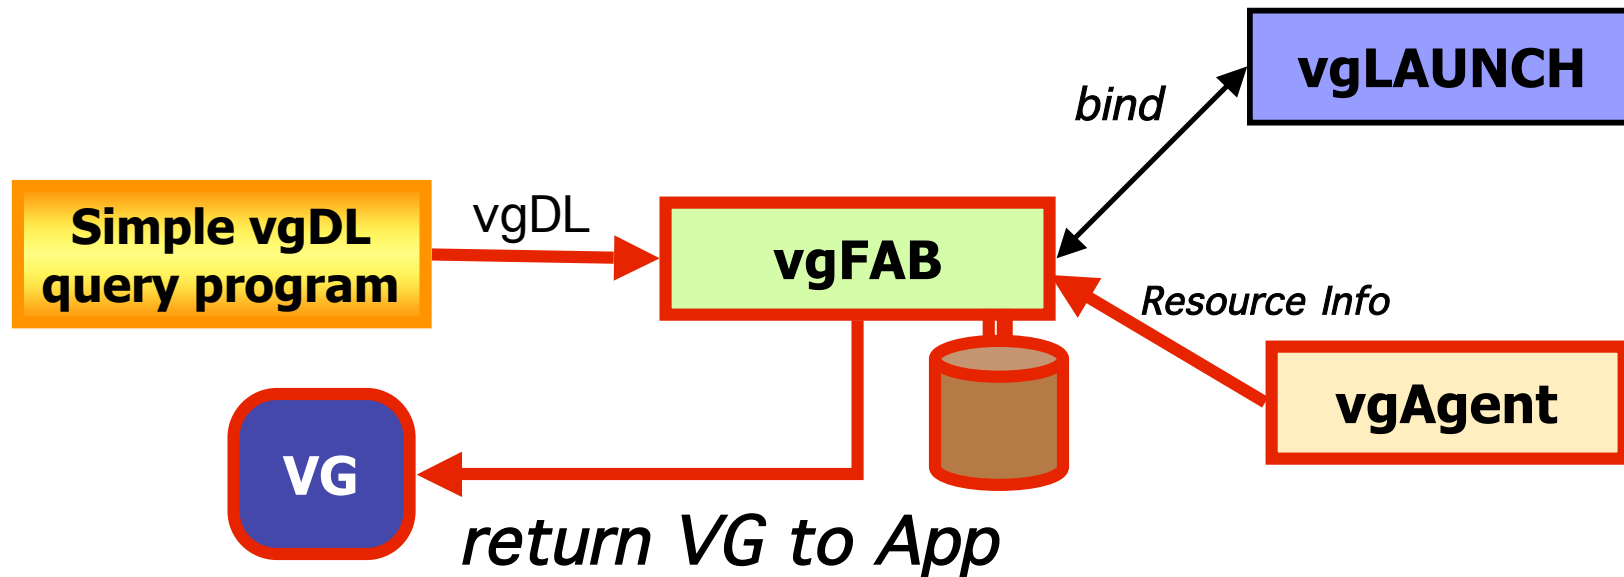 vgLAUNCH
bind
Simple vgDL
query program
vgDL
vgFAB
Resource Info
vgAgent
VG
return VG to App